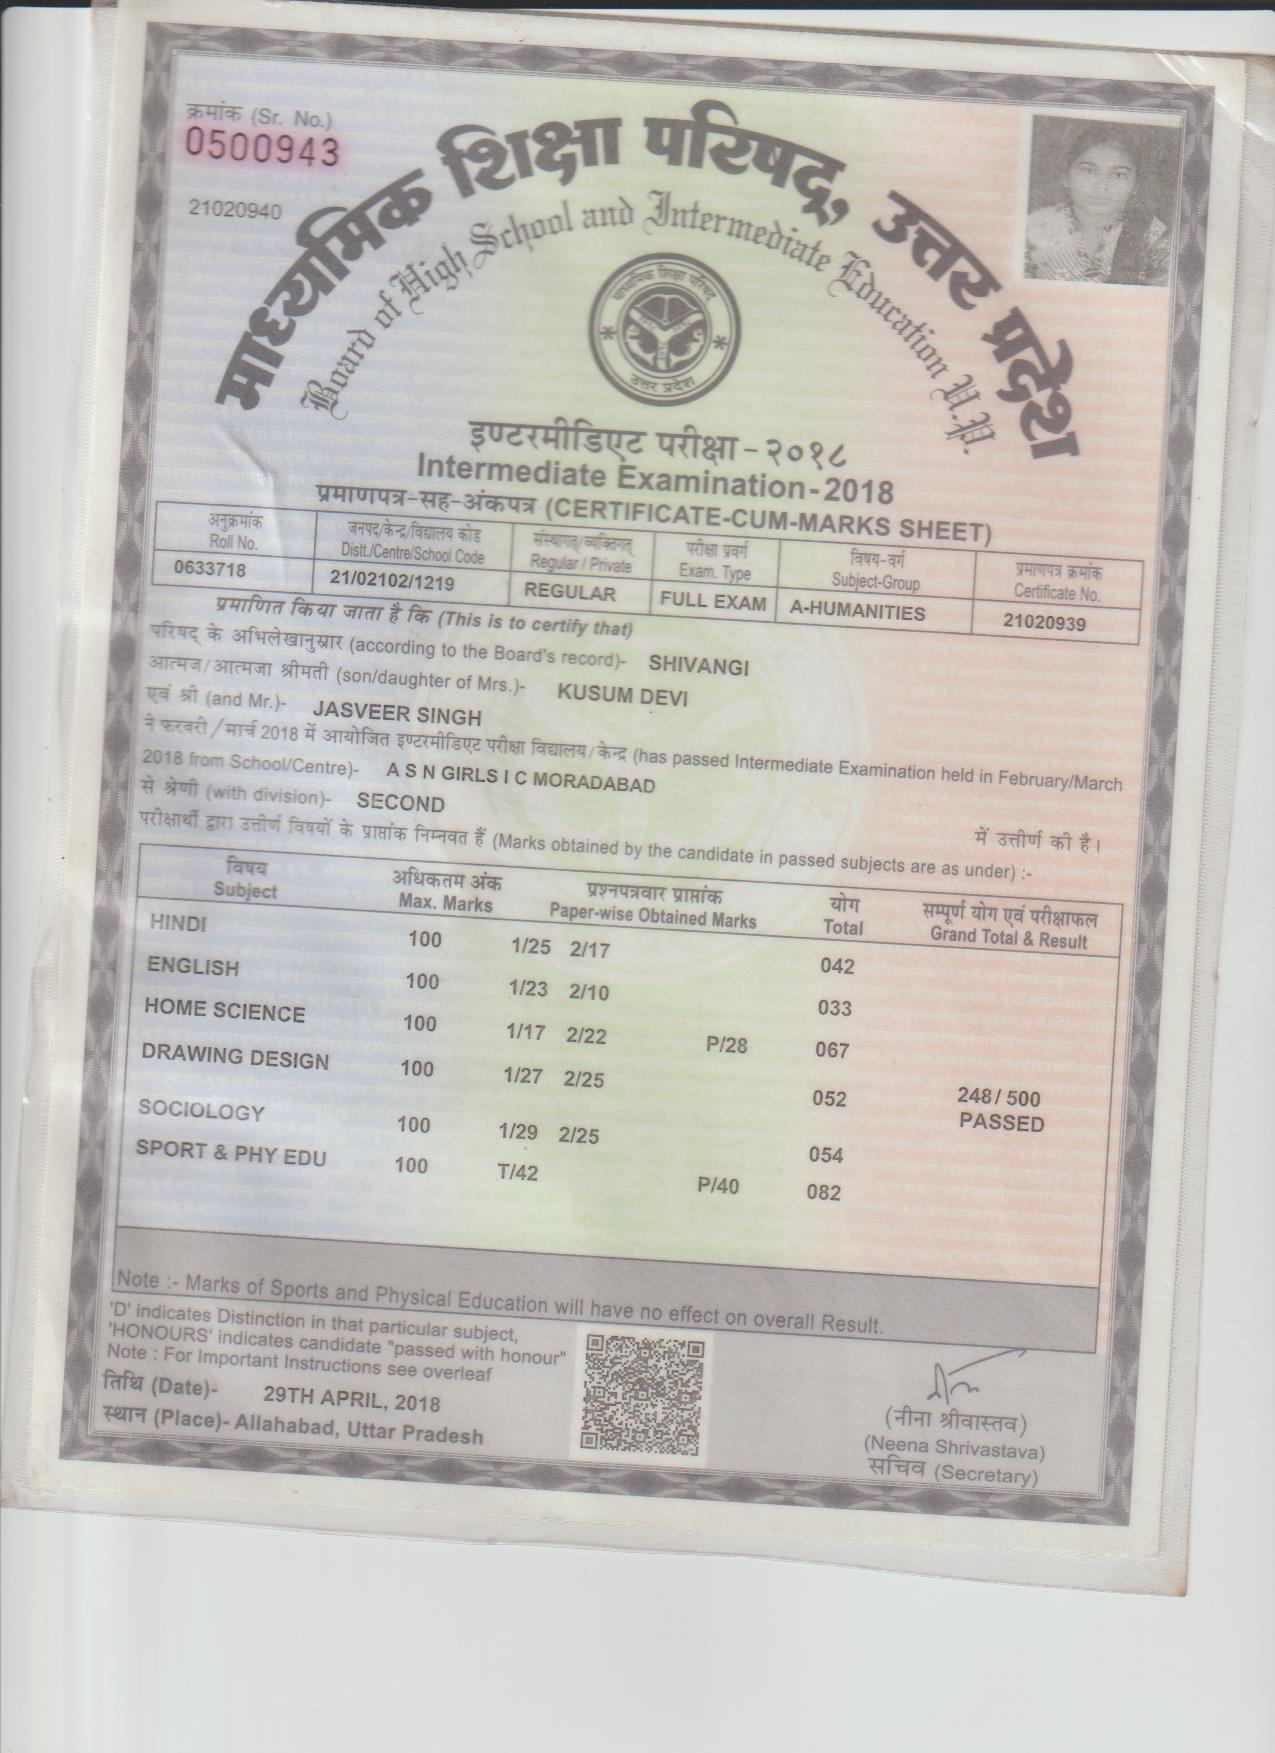 क्रमांक (Sr. No.)
0500943
21020940
माध्यमिक शिक्षा परिषद्, उत्तर प्रदेश
Board of High School and Intermediate Education U.P.
माध्यमिक शिक्षा परिषद्
उत्तर प्रदेश
इण्टरमीडिएट परीक्षा - २०१८
Intermediate Examination-2018
प्रमाणपत्र-सह-अंकपत्र (CERTIFICATE-CUM-MARKS SHEET)
अनुक्रमांक जनपद/केन्द्र/विद्यालय कोड संस्थागत्/व्यक्तिगत् परीक्षा प्रवर्ग विषय-वर्ग प्रमाणपत्र क्रमांक
Roll No. Distt./Centre/School Code Regular / Private Exam. Type Subject-Group Certificate No.
0633718 21/02102/1219 REGULAR FULL EXAM A-HUMANITIES 21020939
प्रमाणित किया जाता है कि (This is to certify that)
परिषद् के अभिलेखानुसार (according to the Board's record)- SHIVANGI
आत्मज/आत्मजा श्रीमती (son/daughter of Mrs.)- KUSUM DEVI
एवं श्री (and Mr.)- JASVEER SINGH
ने फरवरी/मार्च 2018 में आयोजित इण्टरमीडिएट परीक्षा विद्यालय/केन्द्र (has passed Intermediate Examination held in February/March
2018 from School/Centre)- A S N GIRLS I C MORADABAD
से श्रेणी (with division)- SECOND में उत्तीर्ण की है।
परीक्षार्थी द्वारा उत्तीर्ण विषयों के प्राप्तांक निम्नवत हैं (Marks obtained by the candidate in passed subjects are as under) :-
विषय अधिकतम अंक प्रश्नपत्रवार प्राप्तांक योग सम्पूर्ण योग एवं परीक्षाफल
Subject Max. Marks Paper-wise Obtained Marks Total Grand Total & Result
HINDI 100 1/25 2/17 042
ENGLISH 100 1/23 2/10 033
HOME SCIENCE 100 1/17 2/22 P/28 067
DRAWING DESIGN 100 1/27 2/25 052 248/ 500
PASSED
SOCIOLOGY 100 1/29 2/25 054
SPORT & PHY EDU 100 T/42 P/40 082
Note :- Marks of Sports and Physical Education will have no effect on overall Result.
'D' indicates Distinction in that particular subject,
'HONOURS' indicates candidate "passed with honour"
Note : For Important Instructions see overleaf
तिथि (Date)- 29TH APRIL, 2018
स्थान (Place)- Allahabad, Uttar Pradesh
(नीना श्रीवास्तव)
(Neena Shrivastava)
सचिव (Secretary)